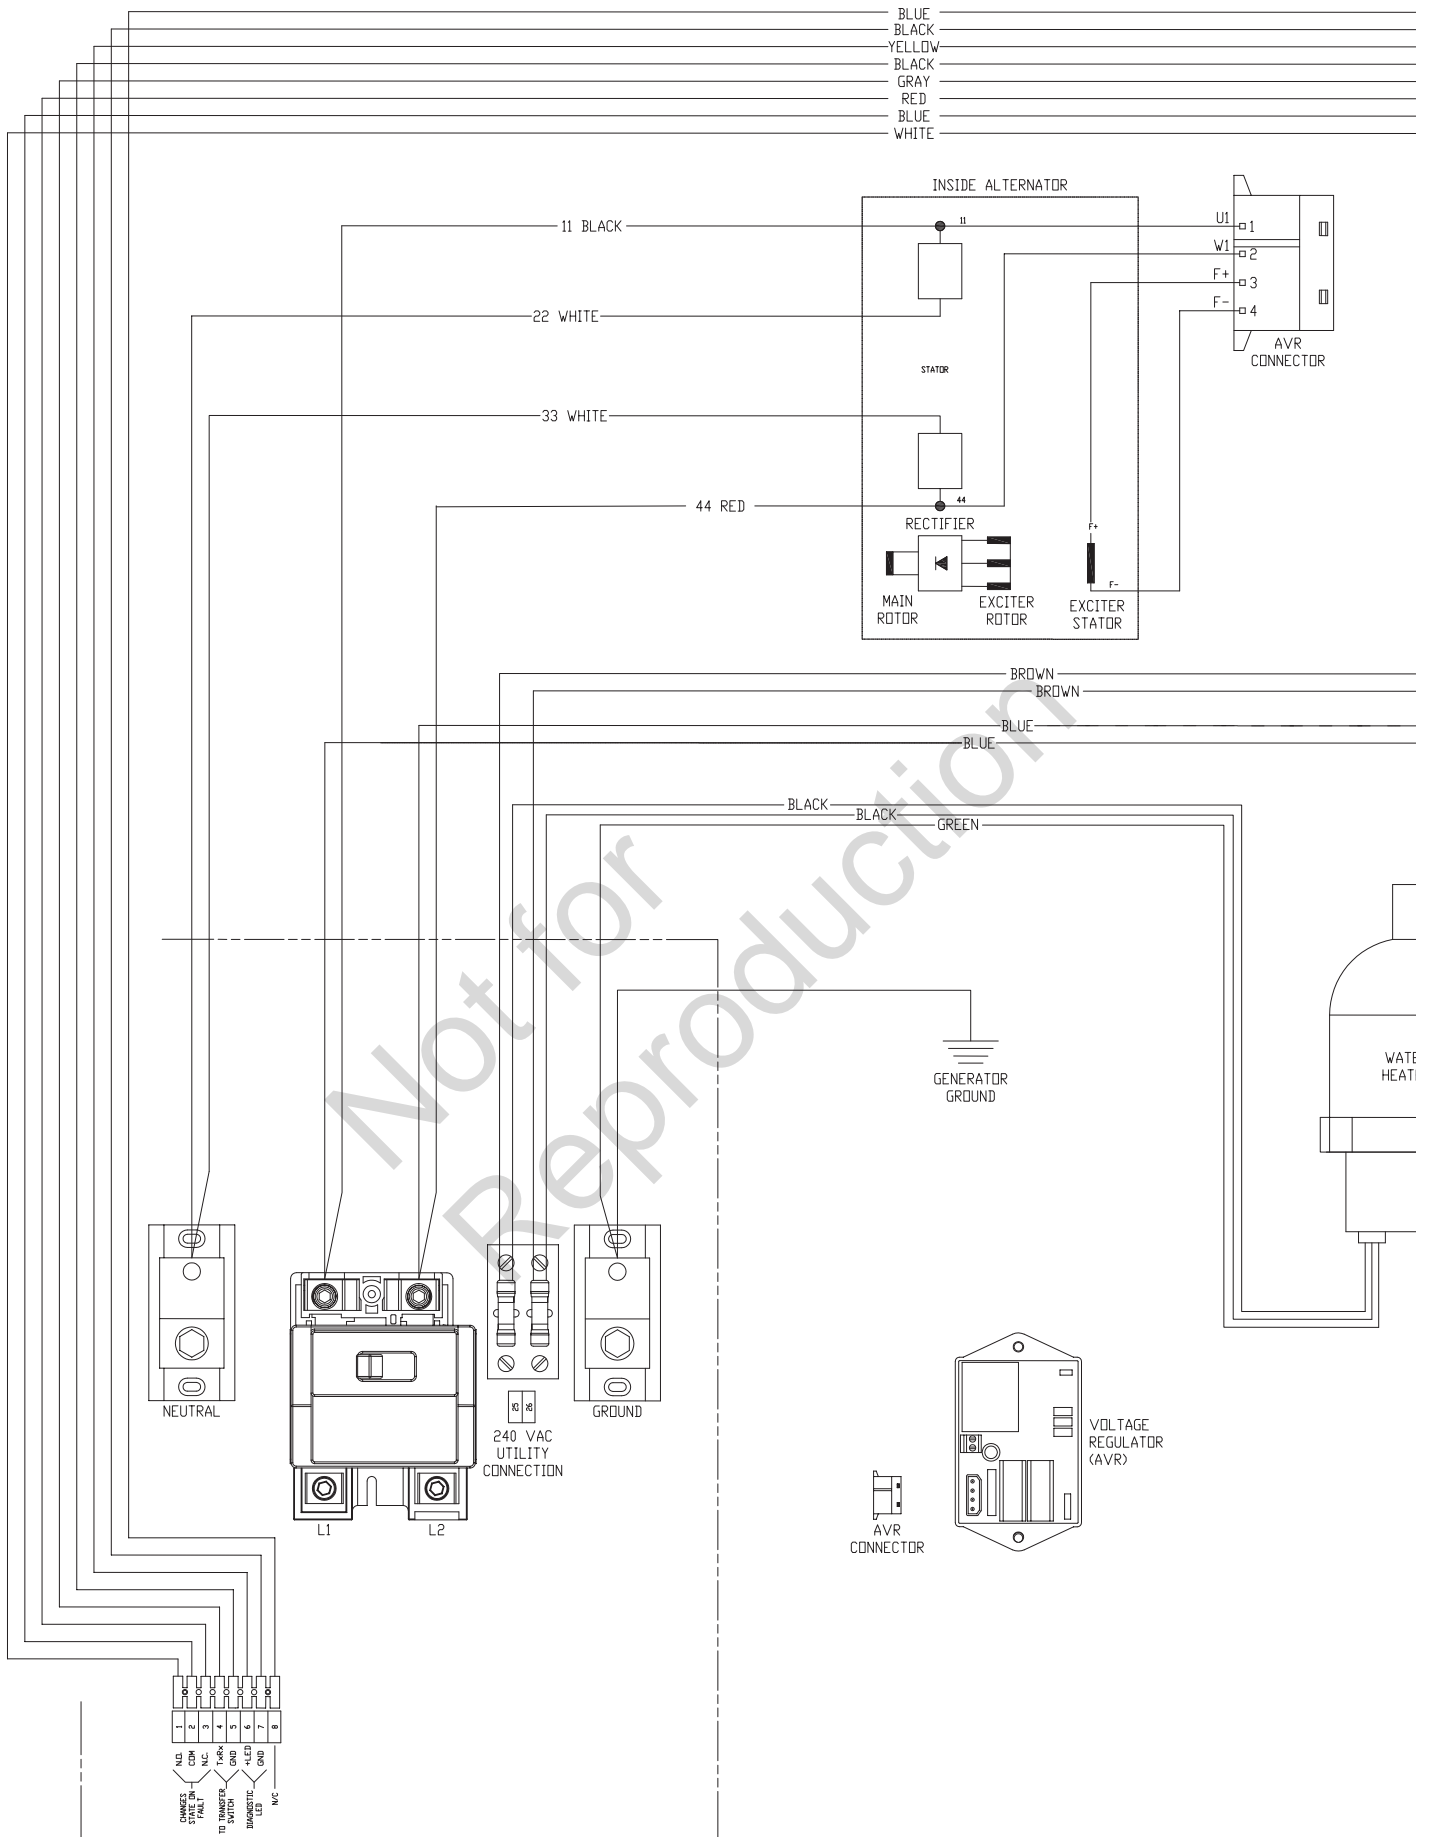 BLUE
BLACK
YELLOW
BLACK
GRAY
RED
BLUE
WHITE
INSIDE ALTERNATOR
11 BLACK
11
U1
1
W1
2
F+
3
F-
4
AVR
CONNECTOR
22 WHITE
STATOR
33 WHITE
44 RED
44
RECTIFIER
F+
F-
MAIN
ROTOR
EXCITER
ROTOR
EXCITER
STATOR
BROWN
BROWN
BLUE
BLUE
BLACK
BLACK
GREEN
Not for
Reproduction
GENERATOR
GROUND
WATE
HEAT
NEUTRAL
L1
L2
25
26
240 VAC
UTILITY
CONNECTION
GROUND
VOLTAGE
REGULATOR
(AVR)
AVR
CONNECTOR
1
2
3
4
5
6
7
8
N.O.
COM
N.C.
TxRx
GND
+LED
GND
N/C
CHANGES
STATE ON
FAULT
TO TRANSFER
SWITCH
DIAGNOSTIC
LED